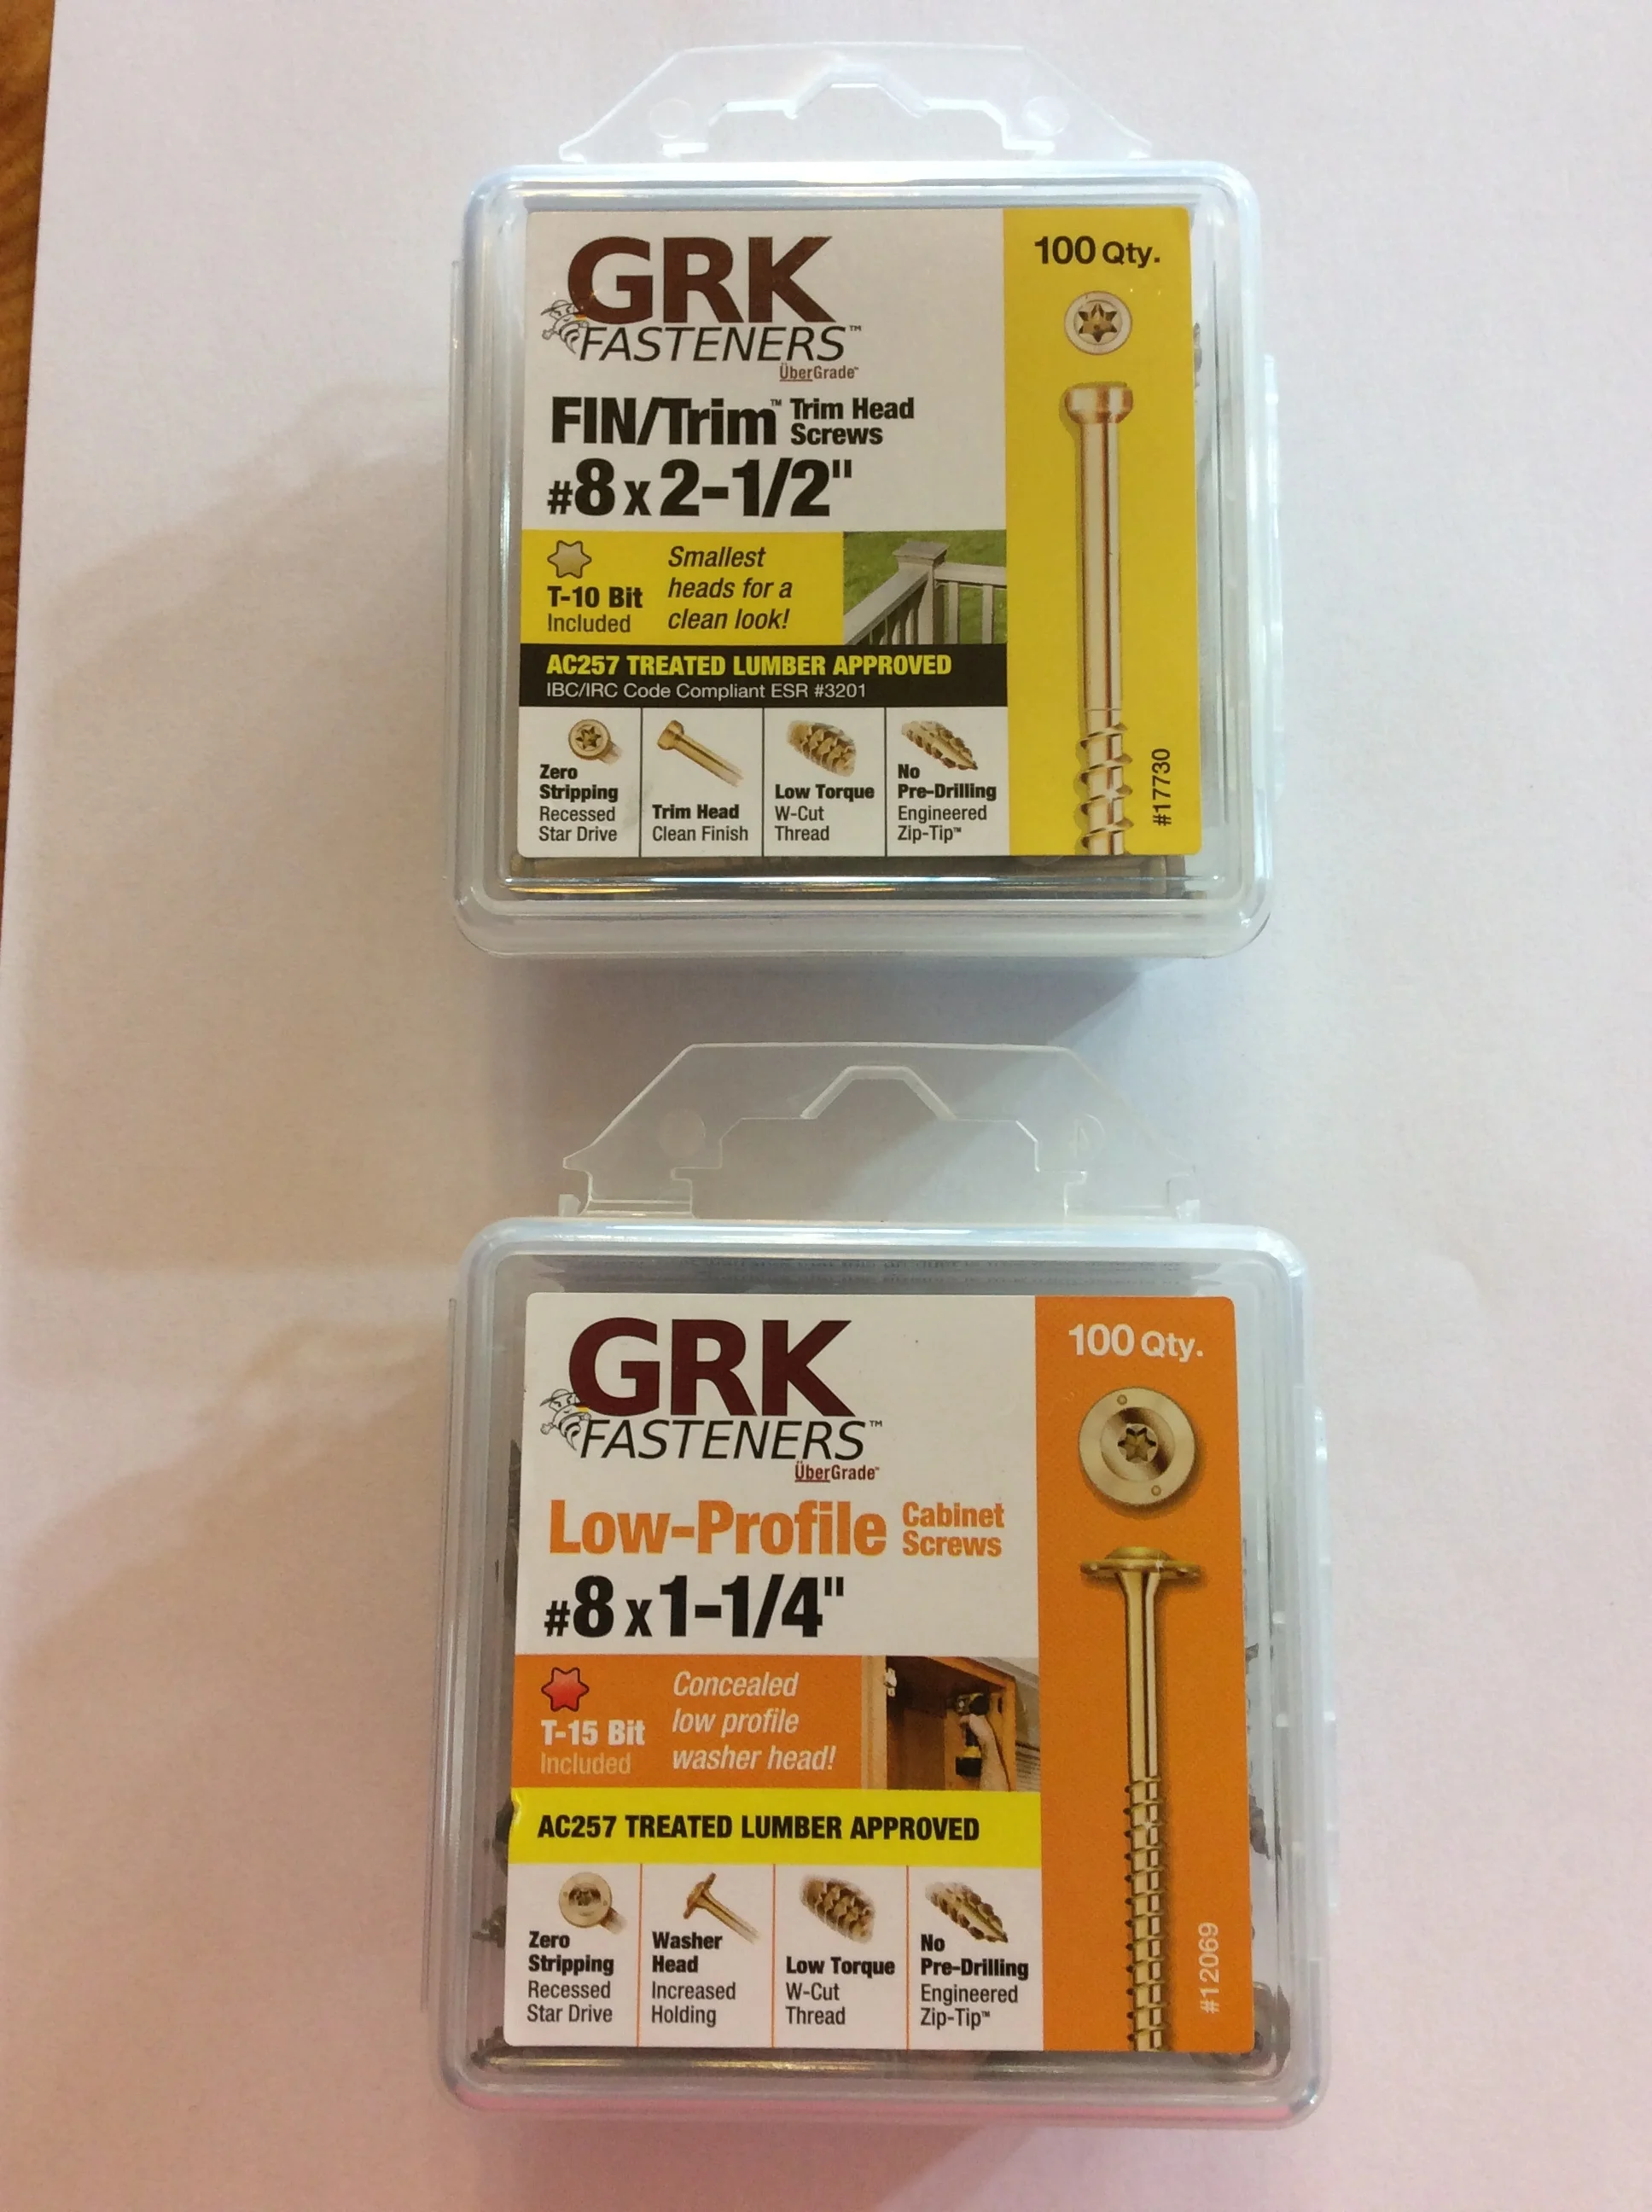 GRK
FASTENERS™
ÜberGrade™
FIN/Trim™ Trim Head
Screws
#8 x 2-1/2"
T-10 Bit
Included
Smallest
heads for a
clean look!
AC257 TREATED LUMBER APPROVED
IBC/IRC Code Compliant ESR #3201
Zero
Stripping
Recessed
Star Drive
Trim Head
Clean Finish
Low Torque
W-Cut
Thread
No
Pre-Drilling
Engineered
Zip-Tip™
100 Qty.
#17730
GRK
FASTENERS™
ÜberGrade™
Low-Profile Cabinet
Screws
#8 x 1-1/4"
T-15 Bit
Included
Concealed
low profile
washer head!
AC257 TREATED LUMBER APPROVED
Zero
Stripping
Recessed
Star Drive
Washer
Head
Increased
Holding
Low Torque
W-Cut
Thread
No
Pre-Drilling
Engineered
Zip-Tip™
100 Qty.
#12069